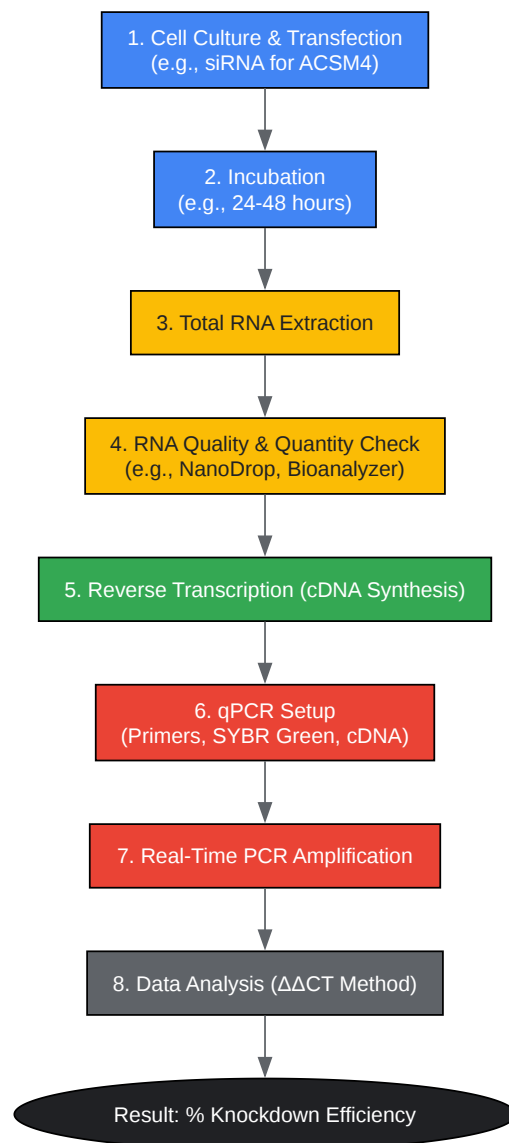 1. Cell Culture & Transfection
(e.g., siRNA for ACSM4)
2. Incubation
(e.g., 24-48 hours)
3. Total RNA Extraction
4. RNA Quality & Quantity Check
(e.g., NanoDrop, Bioanalyzer)
5. Reverse Transcription (cDNA Synthesis)
6. qPCR Setup
(Primers, SYBR Green, cDNA)
7. Real-Time PCR Amplification
8. Data Analysis (ΔΔCT Method)
Result: % Knockdown Efficiency